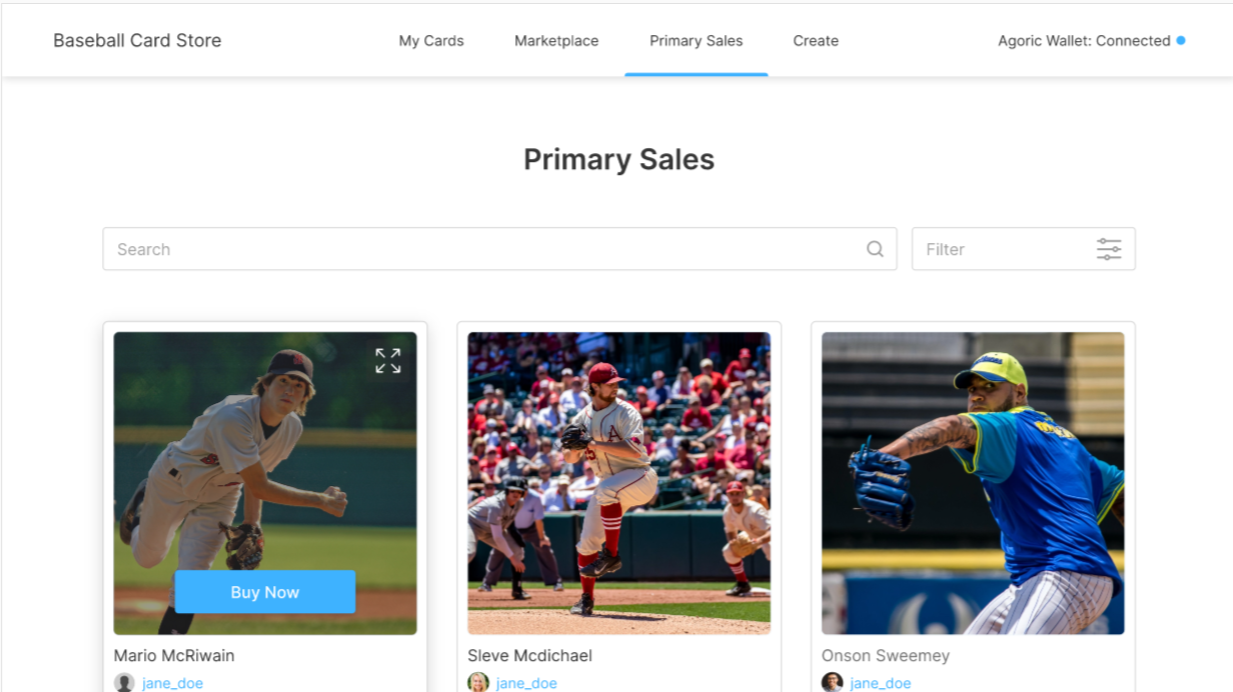 Baseball Card Store
My Cards
Marketplace
Primary Sales
Create
Agoric Wallet: Connected
Primary Sales
Search
Filter
A
Buy Now
Mario McRiwain
Sleve Mcdichael
Onson Sweemey
jane_doe
jane_doe
jane_doe